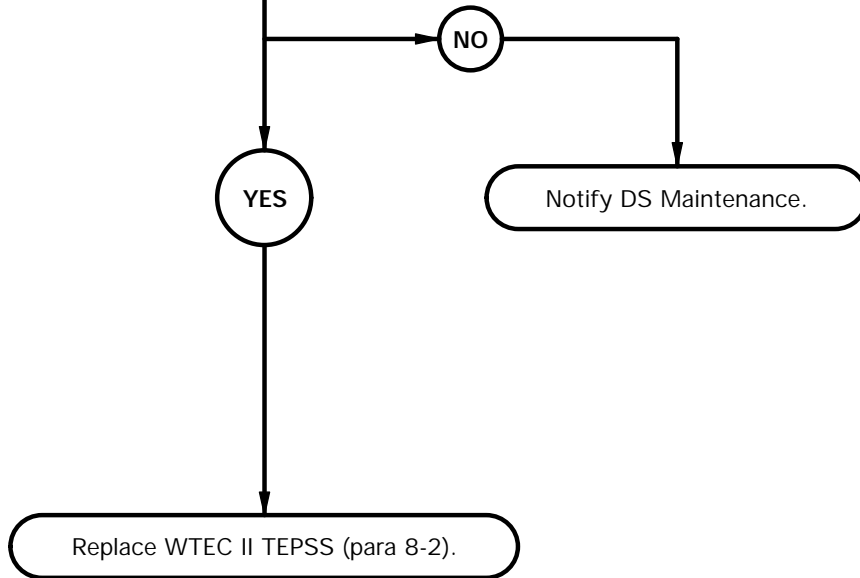 NO
YES
Notify DS Maintenance.
Replace WTEC II TEPSS (para 8-2).